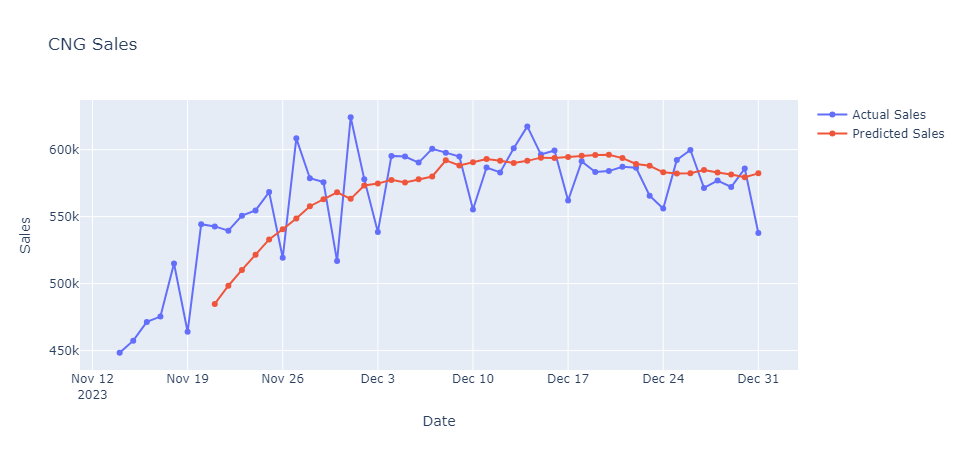 CNG Sales
Actual Sales
Predicted Sales
600k
550k
500k
450k
Sales
Nov 12 Nov 19 Nov 26 Dec 3 Dec 10 Dec 17 Dec 24 Dec 31
2023
Date